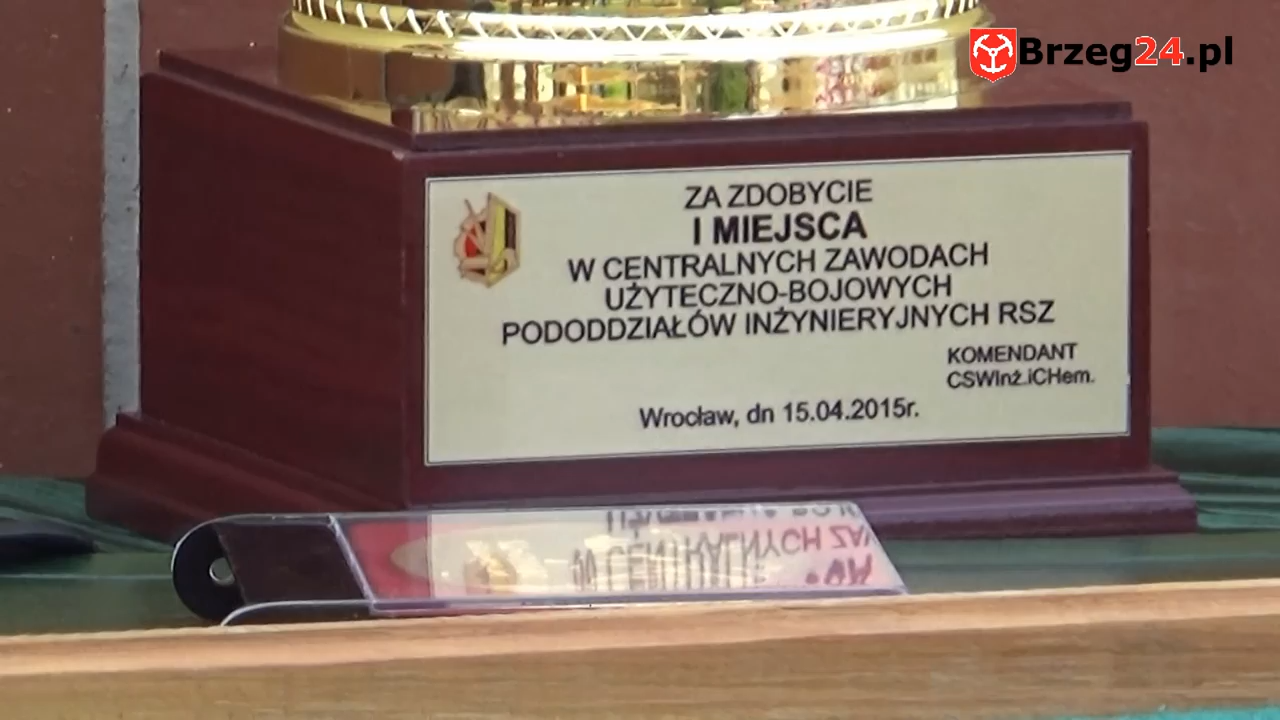 Brzeg24.pl
ZA ZDOBYCIE
I MIEJSCA
W CENTRALNYCH ZAWODACH
UŻYTECZNO-BOJOWYCH
PODODDZIAŁÓW INŻYNIERYJNYCH RSZ
KOMENDANT
CSWInż.iCHem.
Wrocław, dn 15.04.2015r.